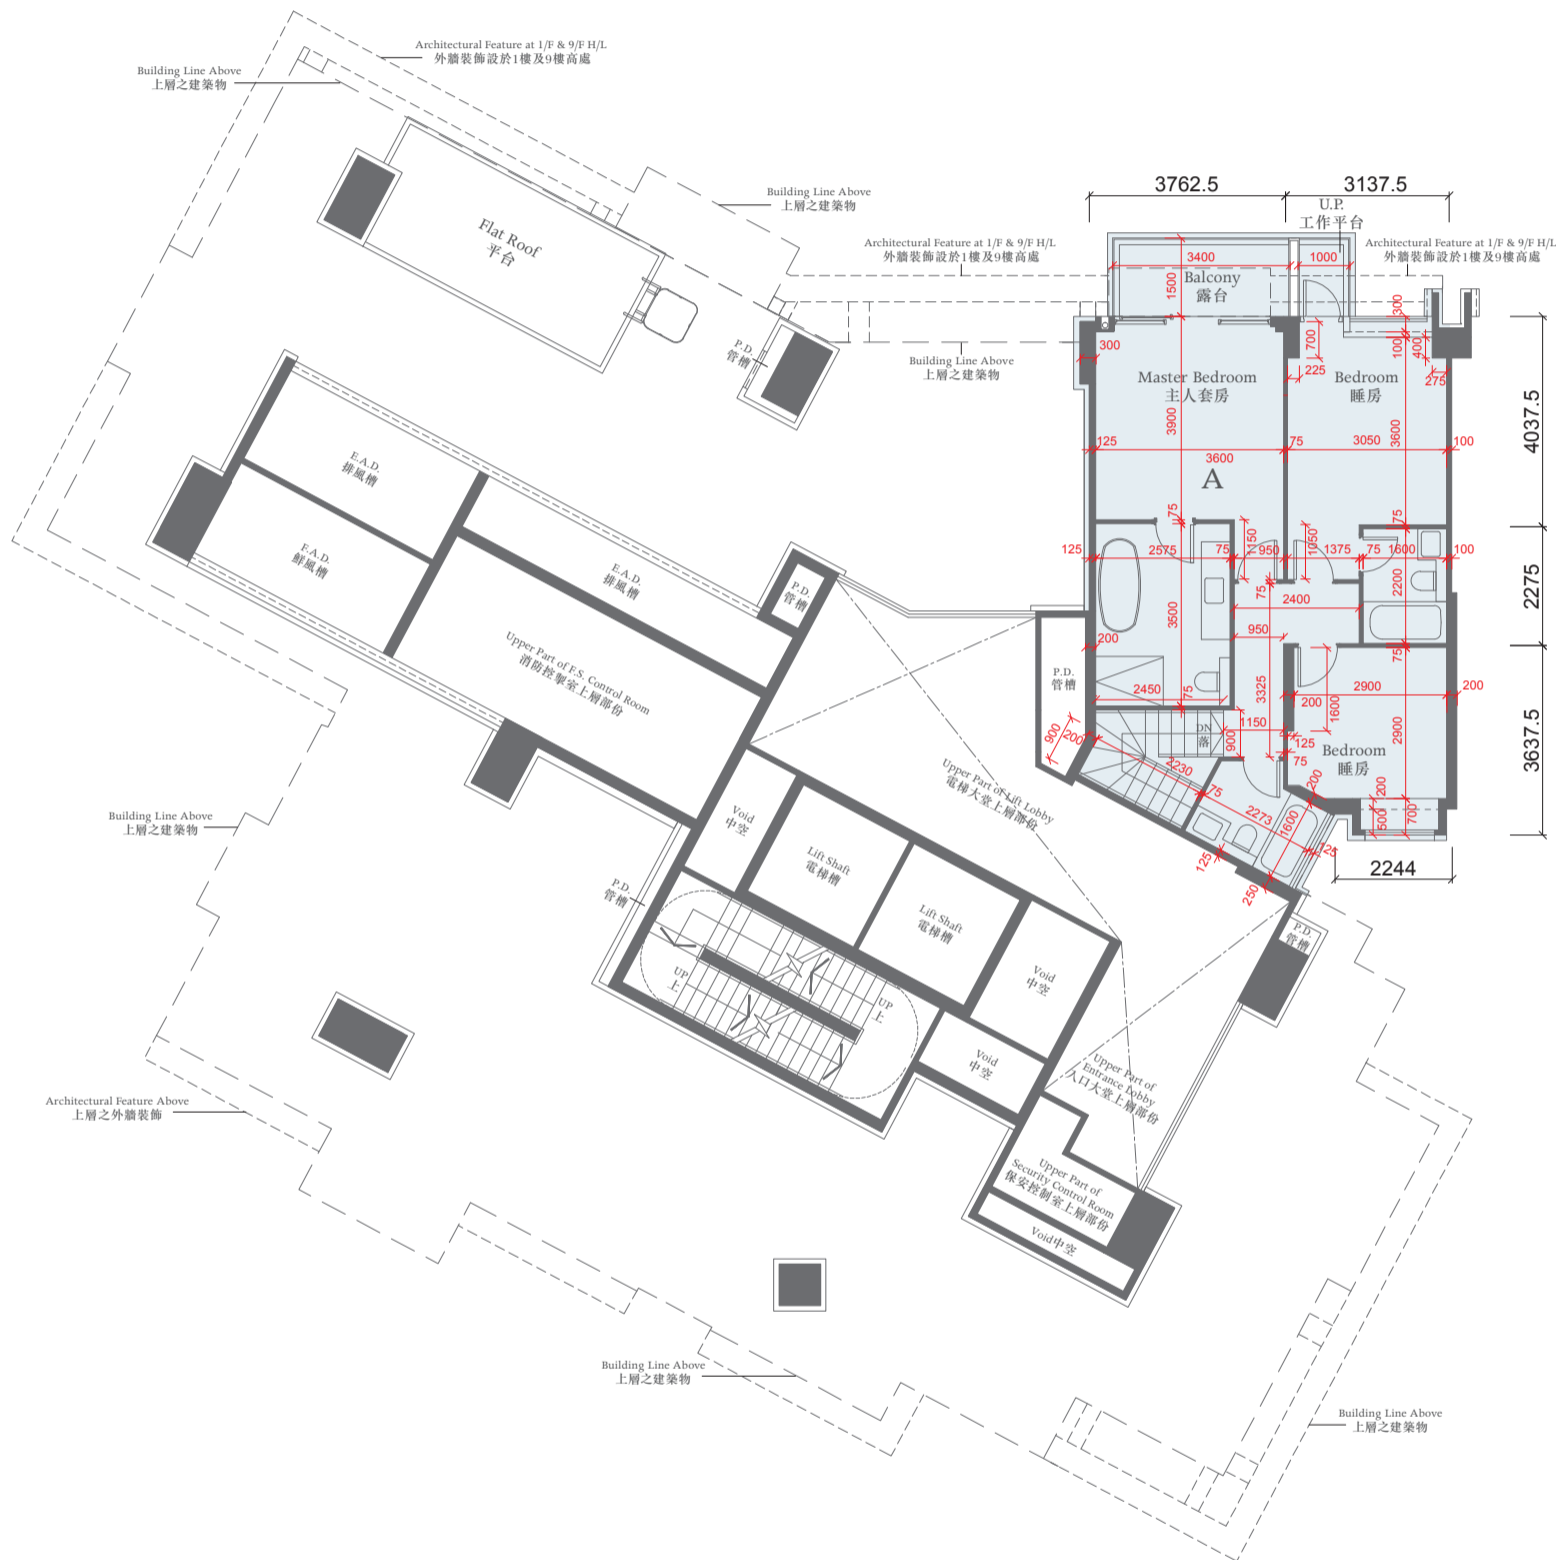 Architectural Feature at 1/F & 9/F H/L
外牆裝飾設於1樓及9樓高處
Building Line Above
上層之建築物
Flat Roof
平台
Building Line Above
上層之建築物
Architectural Feature at 1/F & 9/F H/L
外牆裝飾設於1樓及9樓高處
Building Line Above
上層之建築物
P.D.
管槽
3762.5
3137.5
U.P.
工作平台
Architectural Feature at 1/F & 9/F H/L
外牆裝飾設於1樓及9樓高處
3400
1000
1500
Balcony
露台
300
300
700
100
400
225
275
Master Bedroom
主人套房
Bedroom
睡房
3900
3600
125
3600
75
3050
100
A
4037.5
75
75
1150
1050
125
2575
75
950
1375
75
1600
100
2200
75
2400
3500
950
200
75
2275
2450
75
3325
2900
200
200
1600
1150
DN
落
900
125
75
2900
Bedroom
睡房
3637.5
900
200
2230
75
2273
200
1600
200
500
700
125
125
250
2244
E.A.D.
排風槽
F.A.D.
鮮風槽
E.A.D.
排風槽
P.D.
管槽
Upper Part of F.S. Control Room
消防控掣室上層部份
P.D.
管槽
Upper Part of Lift Lobby
電梯大堂上層部份
Building Line Above
上層之建築物
Void
中空
Lift Shaft
電梯槽
Lift Shaft
電梯槽
P.D.
管槽
Void
中空
P.D.
管槽
UP
上
UP
上
Void
中空
Upper Part of
Entrance Lobby
入口大堂上層部份
Architectural Feature Above
上層之外牆裝飾
Upper Part of
Security Control Room
保安控制室上層部份
Void中空
Building Line Above
上層之建築物
Building Line Above
上層之建築物